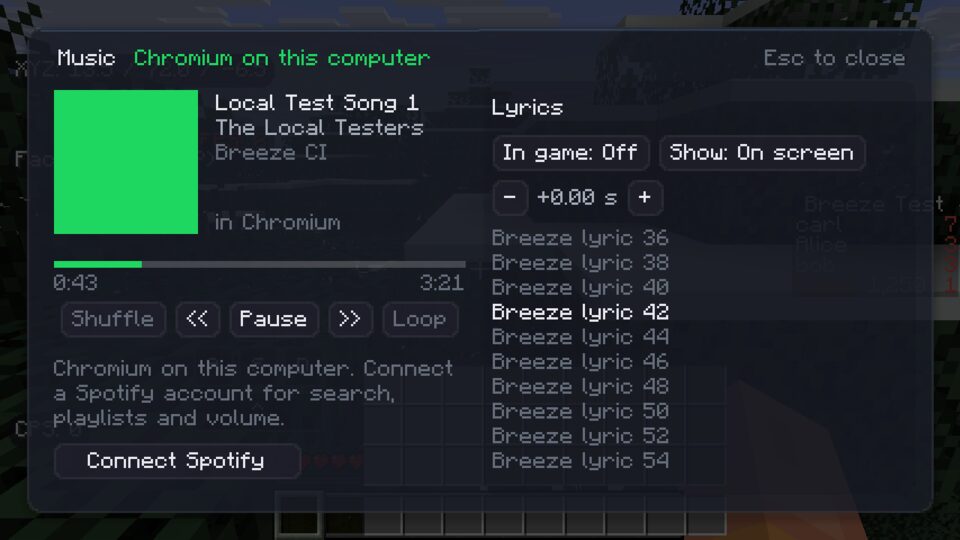 Music Chromium on this computer
Esc to close
Local Test Song 1
The Local Testers
Breeze CI
in Chromium
0:43
3:21
Shuffle << Pause >> Loop
Chromium on this computer. Connect
a Spotify account for search,
playlists and volume.
Connect Spotify
Lyrics
In game: Off Show: On screen
- +0.00 s +
Breeze lyric 36
Breeze lyric 38
Breeze lyric 40
Breeze lyric 42
Breeze lyric 44
Breeze lyric 46
Breeze lyric 48
Breeze lyric 50
Breeze lyric 52
Breeze lyric 54
Breeze Test
carl
Alice
bob